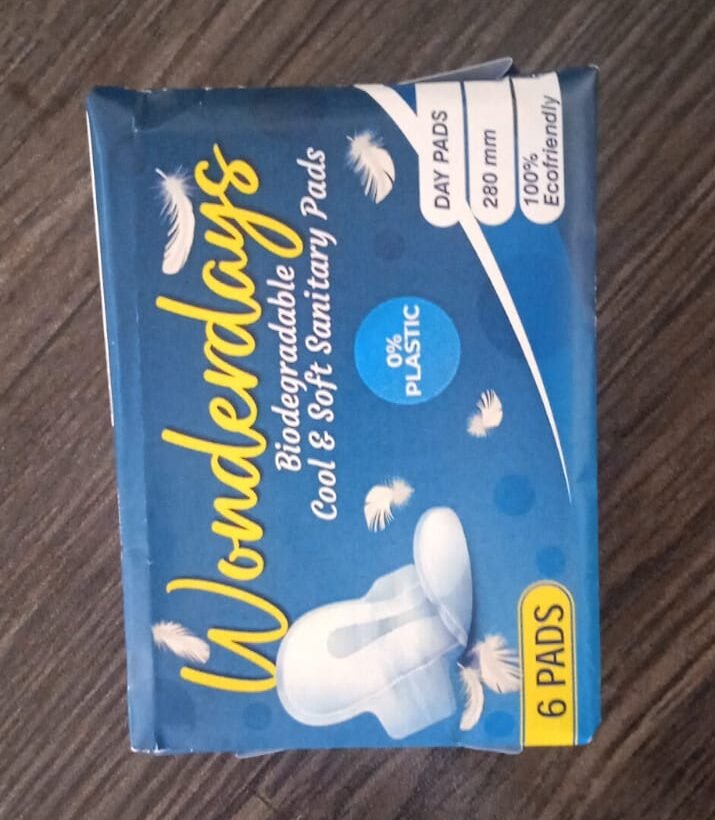 Wonderdays
Biodegradable
Cool & Soft Sanitary Pads
DAY PADS
280 mm
100%
Ecofriendly
0%
PLASTIC
6 PADS